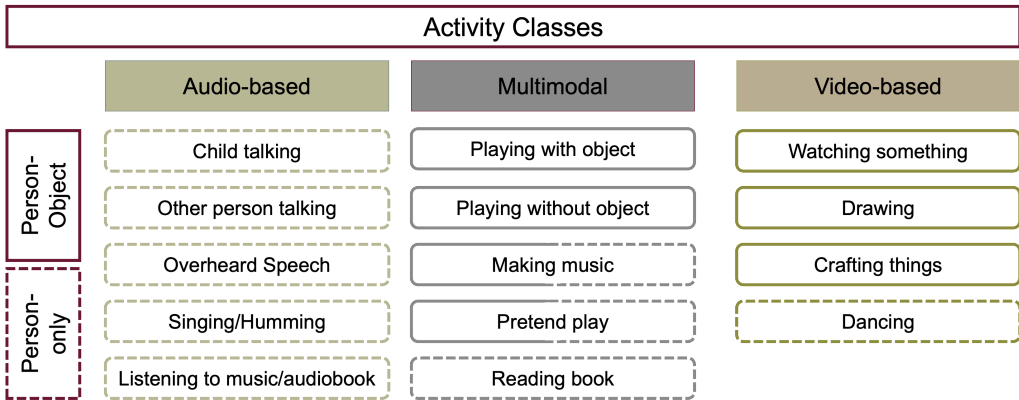 Activity Classes
Audio-based
Multimodal
Video-based
Person-
Object
Person-
only
Child talking
Other person talking
Overheard Speech
Singing/Humming
Listening to music/audiobook
Playing with object
Playing without object
Making music
Pretend play
Reading book
Watching something
Drawing
Crafting things
Dancing